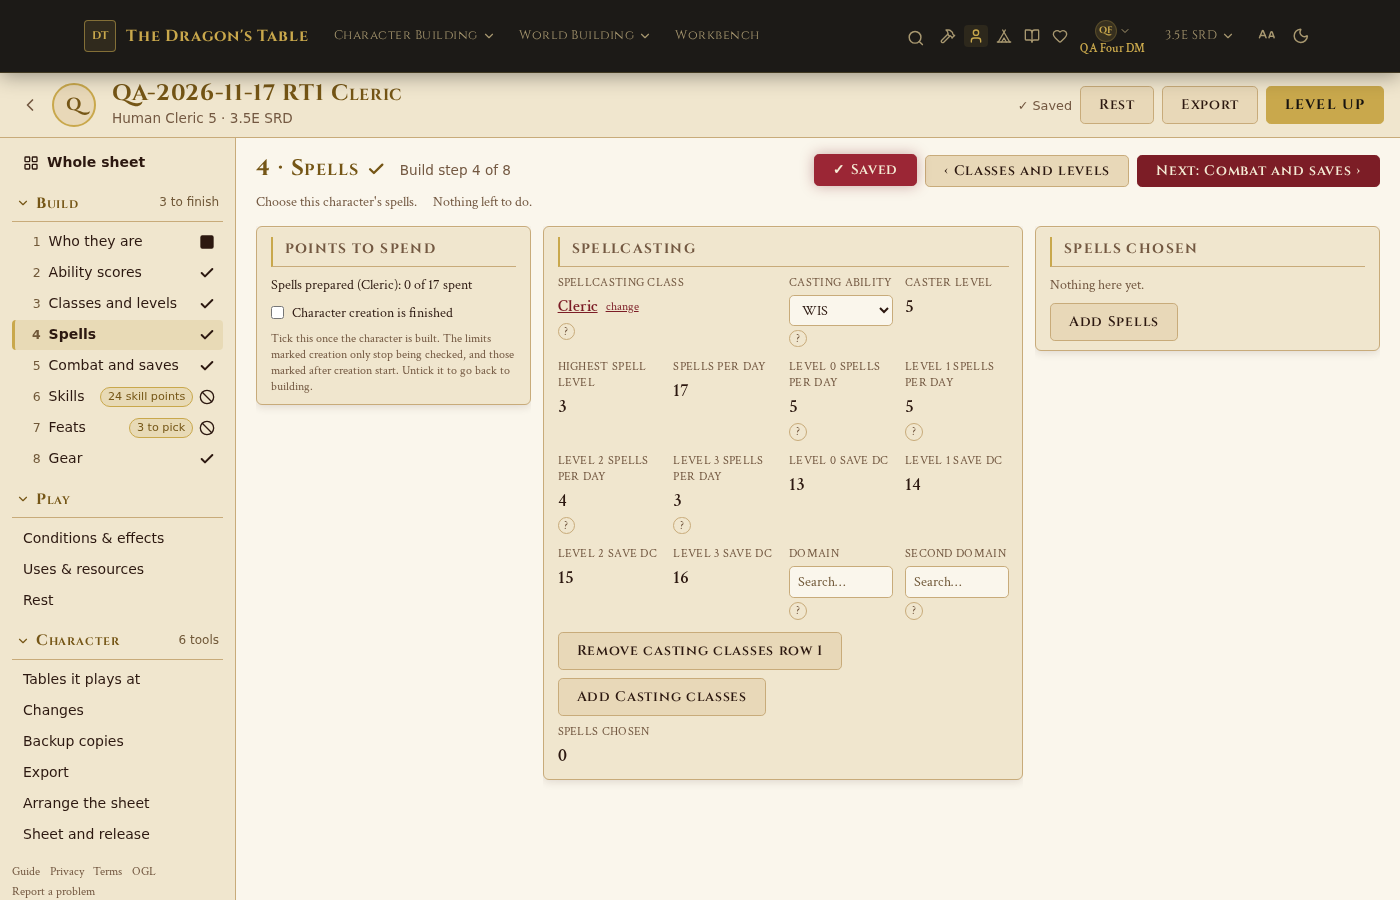 DT The Dragon's Table Character Building World Building Workbench QF QA Four DM 3.5E SRD AA
Q QA-2026-11-17 RT1 Cleric
Human Cleric 5 · 3.5E SRD
✓ Saved Rest Export Level Up
Whole sheet
Build 3 to finish
1 Who they are
2 Ability scores
3 Classes and levels
4 Spells
5 Combat and saves
6 Skills 24 skill points
7 Feats 3 to pick
8 Gear
Play
Conditions & effects
Uses & resources
Rest
Character 6 tools
Tables it plays at
Changes
Backup copies
Export
Arrange the sheet
Sheet and release
Guide Privacy Terms OGL
Report a problem
4 · Spells ✓ Build step 4 of 8
✓ Saved ‹ Classes and levels Next: Combat and saves ›
Choose this character's spells. Nothing left to do.
POINTS TO SPEND
Spells prepared (Cleric): 0 of 17 spent
Character creation is finished
Tick this once the character is built. The limits
marked creation only stop being checked, and those
marked after creation start. Untick it to go back to
building.
SPELLCASTING
SPELLCASTING CLASS
Cleric change
?
CASTING ABILITY
WIS
?
CASTER LEVEL
5
HIGHEST SPELL
LEVEL
3
SPELLS PER DAY
17
LEVEL 0 SPELLS
PER DAY
5
?
LEVEL 1 SPELLS
PER DAY
5
?
LEVEL 2 SPELLS
PER DAY
4
?
LEVEL 3 SPELLS
PER DAY
3
?
LEVEL 0 SAVE DC
13
LEVEL 1 SAVE DC
14
LEVEL 2 SAVE DC
15
LEVEL 3 SAVE DC
16
DOMAIN
Search...
?
SECOND DOMAIN
Search...
?
Remove casting classes row 1
Add Casting classes
SPELLS CHOSEN
0
SPELLS CHOSEN
Nothing here yet.
Add Spells